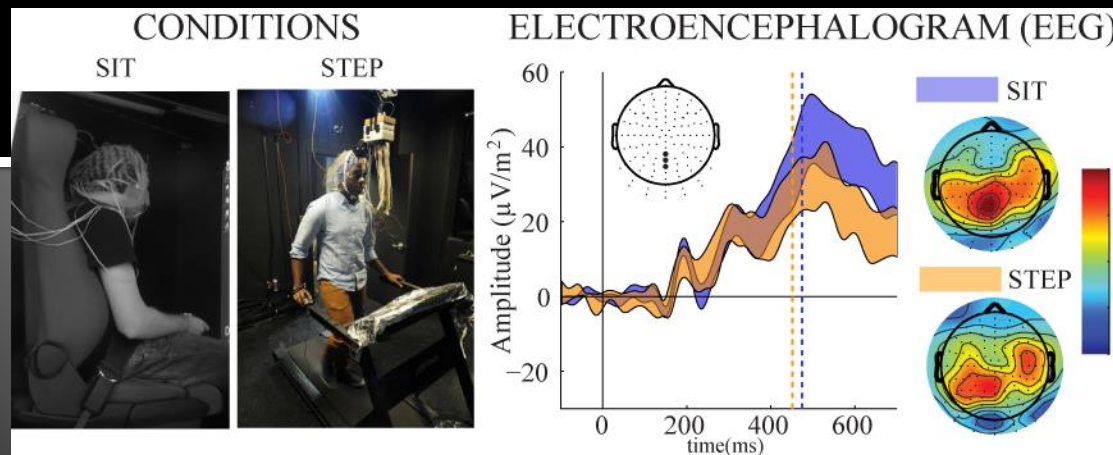 CONDITIONS
SIT
STEP
ELECTROENCEPHALOGRAM (EEG)
Amplitude (µV/m²)
60
40
20
0
−20
0
200
400
600
time(ms)
SIT
STEP